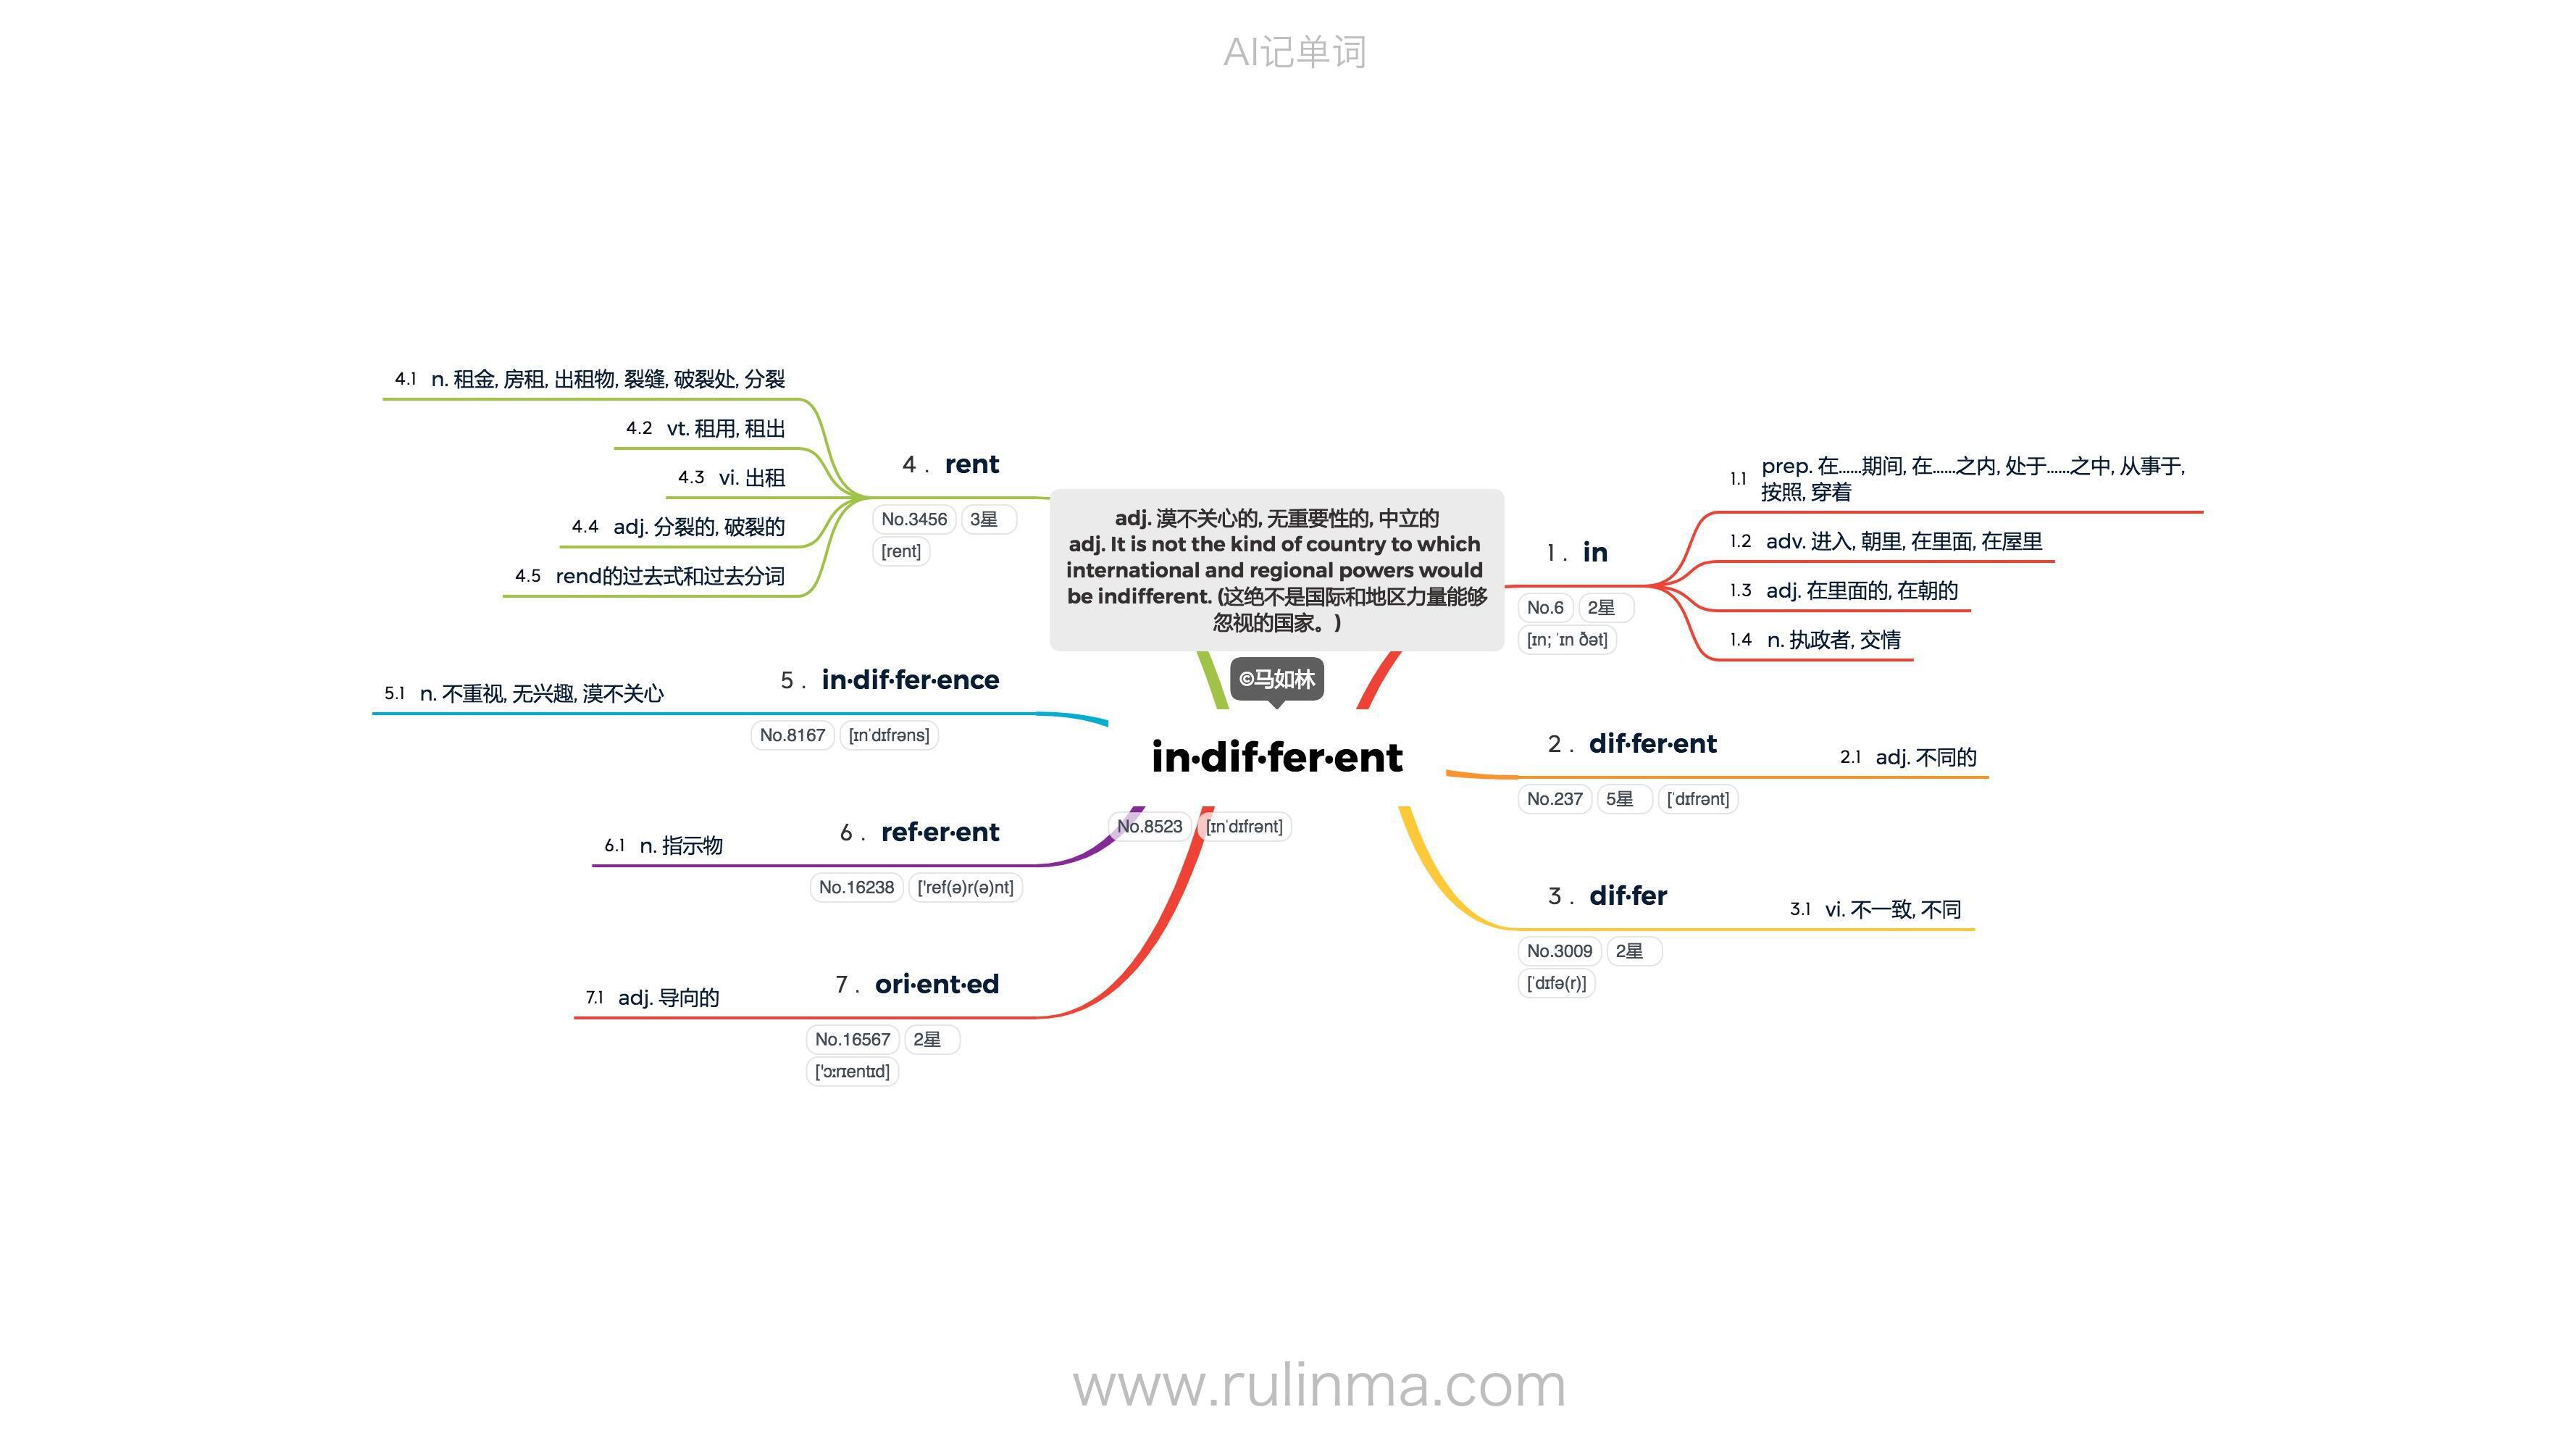 AI记单词
adj. 漠不关心的, 无重要性的, 中立的
adj. It is not the kind of country to which
international and regional powers would
be indifferent. (这绝不是国际和地区力量能够
忽视的国家。)
©马如林
in·dif·fer·ent
No.8523 [ɪnˈdɪfrənt]
1 . in
No.6 2星
[ɪn; ˈɪn ðət]
1.1 prep. 在……期间, 在……之内, 处于……之中, 从事于,
按照, 穿着
1.2 adv. 进入, 朝里, 在里面, 在屋里
1.3 adj. 在里面的, 在朝的
1.4 n. 执政者, 交情
2 . dif·fer·ent
No.237 5星 [ˈdɪfrənt]
2.1 adj. 不同的
3 . dif·fer
No.3009 2星
[ˈdɪfə(r)]
3.1 vi. 不一致, 不同
4 . rent
No.3456 3星
[rent]
4.1 n. 租金, 房租, 出租物, 裂缝, 破裂处, 分裂
4.2 vt. 租用, 租出
4.3 vi. 出租
4.4 adj. 分裂的, 破裂的
4.5 rend的过去式和过去分词
5 . in·dif·fer·ence
No.8167 [ɪnˈdɪfrəns]
5.1 n. 不重视, 无兴趣, 漠不关心
6 . ref·er·ent
No.16238 ['ref(ə)r(ə)nt]
6.1 n. 指示物
7 . ori·ent·ed
No.16567 2星
['ɔːrɪentɪd]
7.1 adj. 导向的
www.rulinma.com